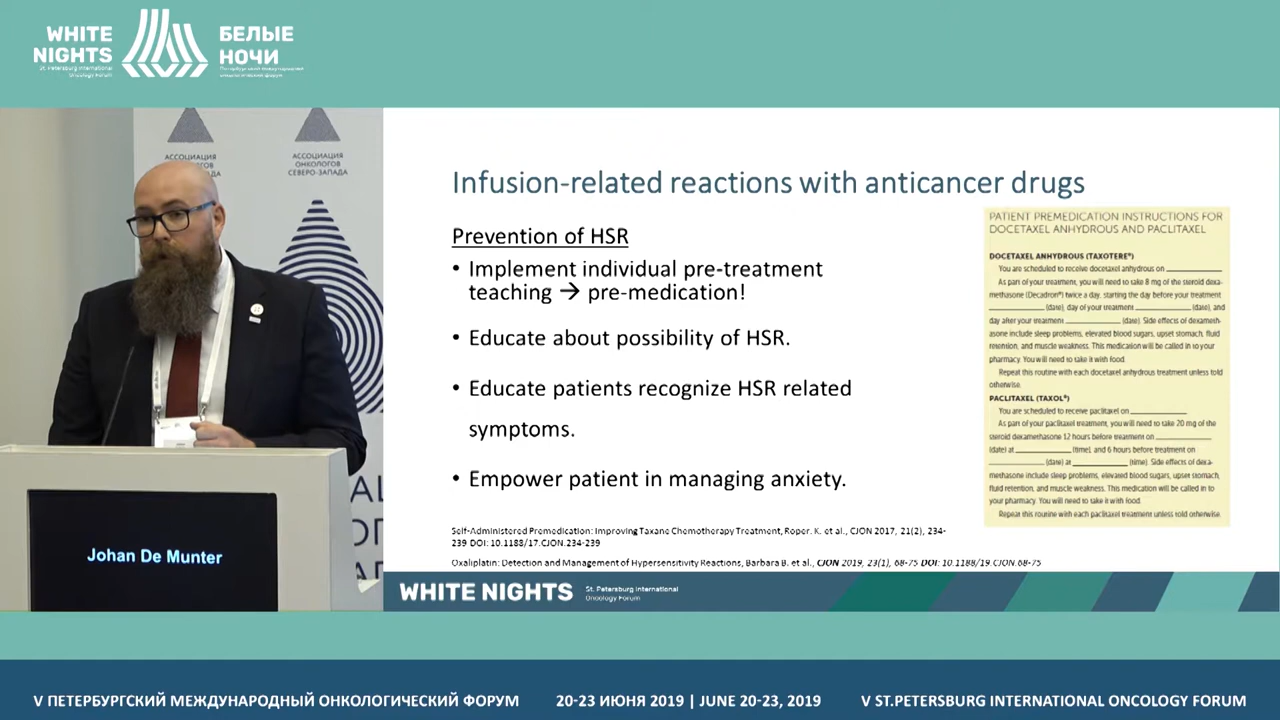 WHITE
NIGHTS
St. Petersburg International
Oncology Forum
БЕЛЫЕ
НОЧИ
Петербургский международный
онкологический форум
АССОЦИАЦИЯ
АССОЦИАЦИЯ
ОНКОЛОГОВ
СЕВЕРО-ЗАПАДА
Johan De Munter
Infusion-related reactions with anticancer drugs
Prevention of HSR
• Implement individual pre-treatment
teaching → pre-medication!
• Educate about possibility of HSR.
• Educate patients recognize HSR related
symptoms.
• Empower patient in managing anxiety.
PATIENT PREMEDICATION INSTRUCTIONS FOR
DOCETAXEL ANHYDROUS AND PACLITAXEL
DOCETAXEL ANHYDROUS (TAXOTERE®)
You are scheduled to receive docetaxel anhydrous on
As part of your treatment, you will need to take 8 mg of the steroid dexa-
methasone (Decadron®) twice a day, starting the day before your treatment
(date), day of your treatment (date), and
day after your treatment (date). Side effects of dexameth-
asone include sleep problems, elevated blood sugars, upset stomach, fluid
retention, and muscle weakness. This medication will be called in to your
pharmacy. You will need to take it with food.
Repeat this routine with each docetaxel anhydrous treatment unless told
otherwise.
PACLITAXEL (TAXOL®)
You are scheduled to receive paclitaxel on
As part of your paclitaxel treatment, you will need to take 20 mg of the
steroid dexamethasone 12 hours before treatment on
(date) at (time), and 6 hours before treatment on
(date) at (time). Side effects of dexa-
methasone include sleep problems, elevated blood sugars, upset stomach,
fluid retention, and muscle weakness. This medication will be called in to
your pharmacy. You will need to take it with food.
Repeat this routine with each paclitaxel treatment unless told otherwise.
Self-Administered Premedication: Improving Taxane Chemotherapy Treatment, Roper. K. et al., CJON 2017, 21(2), 234-
239 DOI: 10.1188/17.CJON.234-239
Oxaliplatin: Detection and Management of Hypersensitivity Reactions, Barbara B. et al., CJON 2019, 23(1), 68-75 DOI: 10.1188/19.CJON.68-75
WHITE NIGHTS
St. Petersburg International
Oncology Forum
V ПЕТЕРБУРГСКИЙ МЕЖДУНАРОДНЫЙ ОНКОЛОГИЧЕСКИЙ ФОРУМ
20-23 ИЮНЯ 2019 | JUNE 20-23, 2019
V ST.PETERSBURG INTERNATIONAL ONCOLOGY FORUM